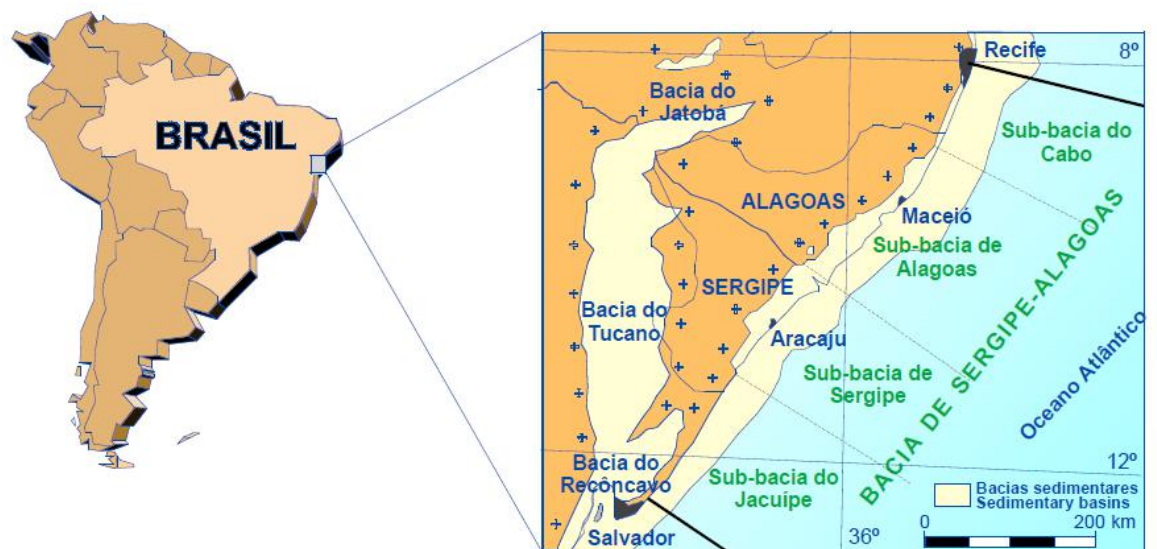 BRASIL
Recife
8º
Bacia do
Jatobá
Sub-bacia do
Cabo
ALAGOAS
Maceió
Sub-bacia de
Alagoas
SERGIPE
Bacia do
Tucano
Aracaju
Sub-bacia de
Sergipe
BACIA DE SERGIPE-ALAGOAS
Oceano Atlântico
12º
Bacia do
Recôncavo
Sub-bacia do
Jacuípe
Bacias sedimentares
Sedimentary basins
0
200 km
Salvador
36º